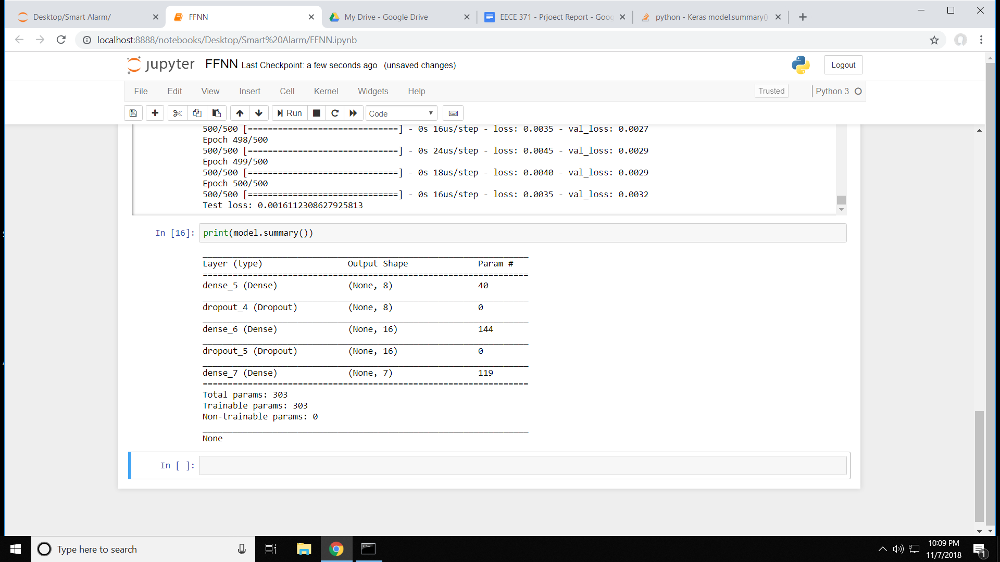 Desktop/Smart Alarm/
FFNN
My Drive - Google Drive
EECE 371 - Prjoect Report - Goog
python - Keras model.summary()
localhost:8888/notebooks/Desktop/Smart%20Alarm/FFNN.ipynb
jupyter FFNN Last Checkpoint: a few seconds ago (unsaved changes)
Logout
File Edit View Insert Cell Kernel Widgets Help
Trusted
Python 3
Run
Code
500/500 [==============================] - 0s 16us/step - loss: 0.0035 - val_loss: 0.0027
Epoch 498/500
500/500 [==============================] - 0s 24us/step - loss: 0.0045 - val_loss: 0.0029
Epoch 499/500
500/500 [==============================] - 0s 18us/step - loss: 0.0040 - val_loss: 0.0029
Epoch 500/500
500/500 [==============================] - 0s 16us/step - loss: 0.0035 - val_loss: 0.0032
Test loss: 0.0016112308627925813
In [16]: print(model.summary())
_________________________________________________________________
Layer (type) Output Shape Param #
=================================================================
dense_5 (Dense) (None, 8) 40
_________________________________________________________________
dropout_4 (Dropout) (None, 8) 0
_________________________________________________________________
dense_6 (Dense) (None, 16) 144
_________________________________________________________________
dropout_5 (Dropout) (None, 16) 0
_________________________________________________________________
dense_7 (Dense) (None, 7) 119
=================================================================
Total params: 303
Trainable params: 303
Non-trainable params: 0
_________________________________________________________________
None
In [ ]:
Type here to search
10:09 PM
11/7/2018
1